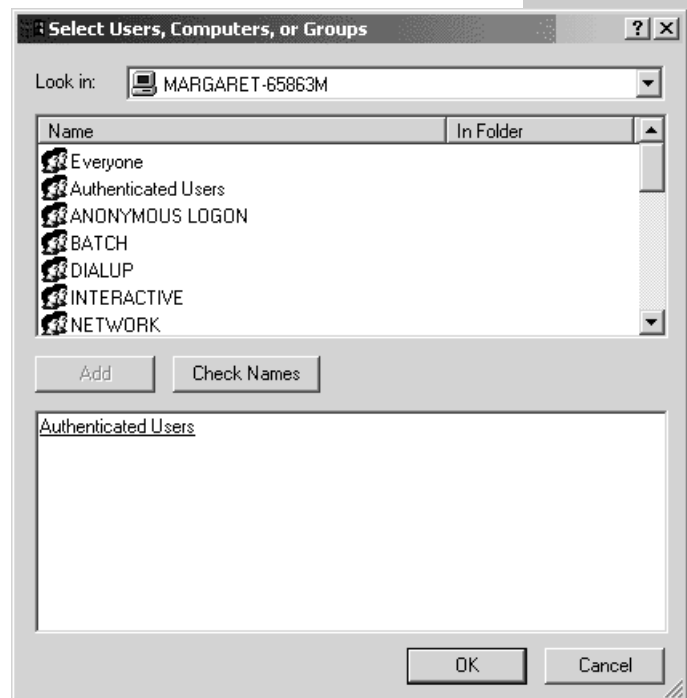 Select Users, Computers, or Groups
Look in: MARGARET-65863M
Name In Folder
Everyone
Authenticated Users
ANONYMOUS LOGON
BATCH
DIALUP
INTERACTIVE
NETWORK
Add Check Names
Authenticated Users
OK Cancel